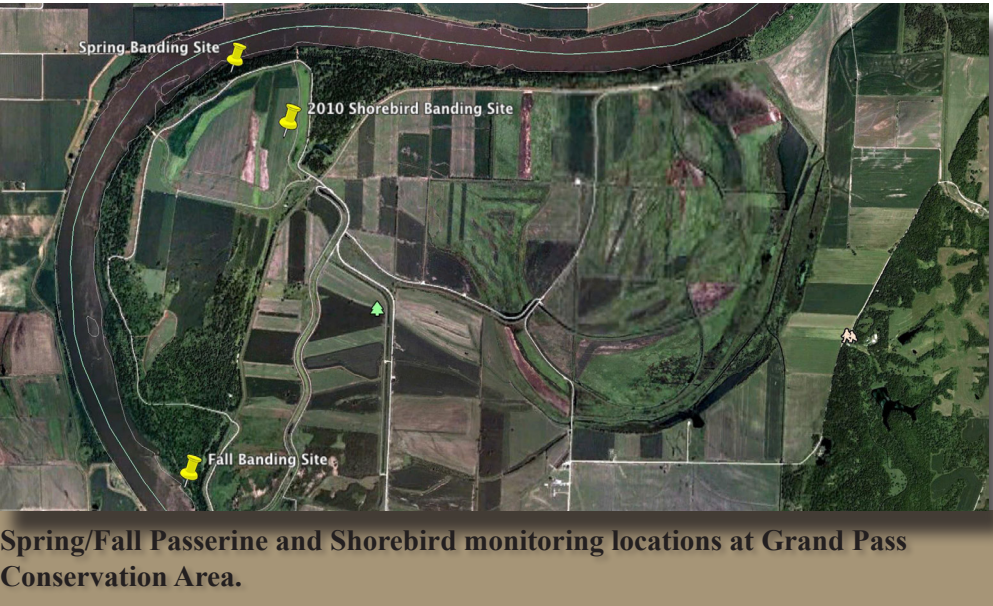 Spring Banding Site
2010 Shorebird Banding Site
Fall Banding Site
Spring/Fall Passerine and Shorebird monitoring locations at Grand Pass
Conservation Area.